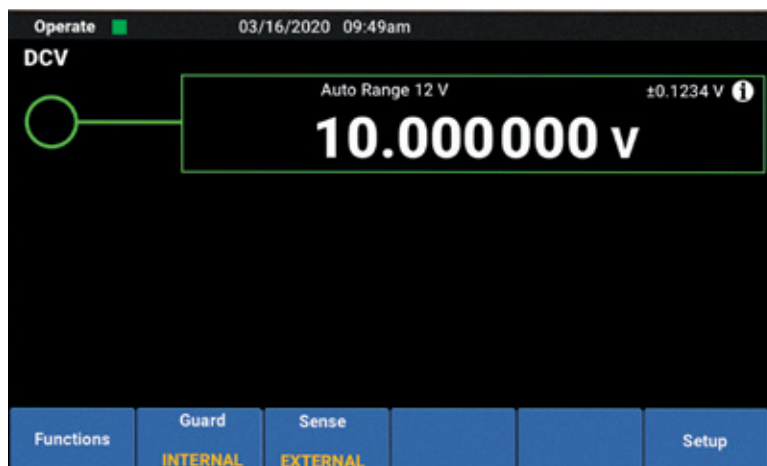 Operate 03/16/2020 09:49am
DCV
Auto Range 12 V ±0.1234 V i
10.000000 V
Guard Sense
Functions Setup
INTERNAL EXTERNAL